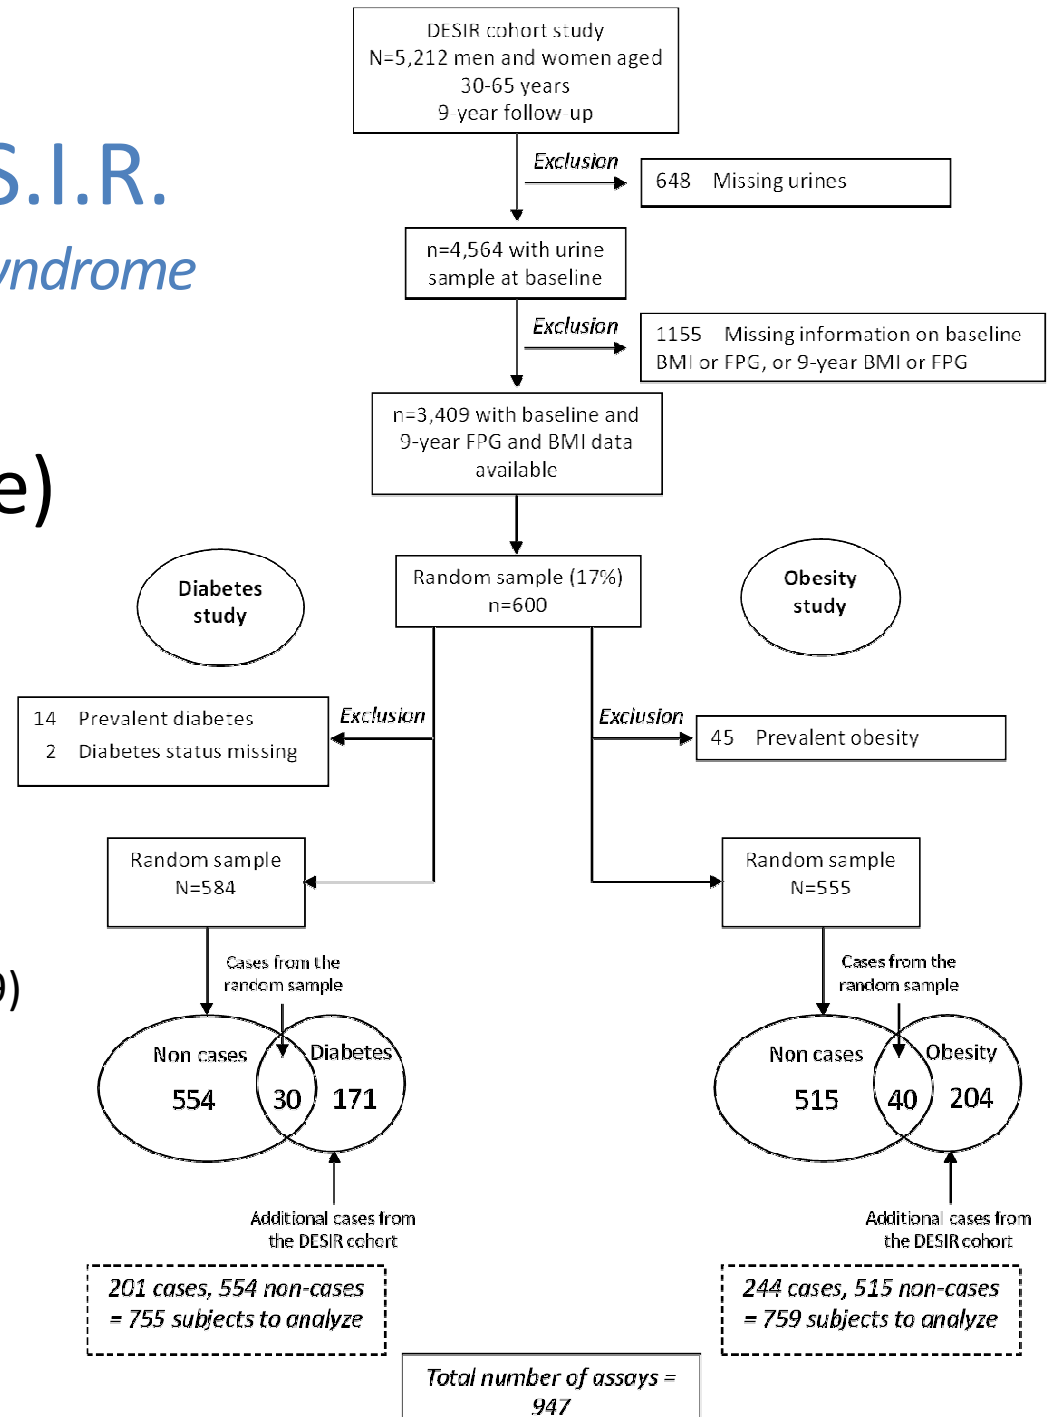 DESIR cohort study
N=5,212 men and women aged
30-65 years
9-year follow-up
S.I.R.
Exclusion
648 Missing urines
yndrome
n=4,564 with urine
sample at baseline
Exclusion
1155 Missing information on baseline
BMI or FPG, or 9-year BMI or FPG
n=3,409 with baseline and
9-year FPG and BMI data
available
e)
Random sample (17%)
n=600
Diabetes
study
Obesity
study
14 Prevalent diabetes
2 Diabetes status missing
Exclusion
Exclusion
45 Prevalent obesity
Random sample
N=584
Random sample
N=555
9)
Cases from the
random sample
Cases from the
random sample
Non cases
Diabetes
554
30
171
Non cases
Obesity
515
40
204
Additional cases from
the DESIR cohort
Additional cases from
the DESIR cohort
201 cases, 554 non-cases
= 755 subjects to analyze
244 cases, 515 non-cases
= 759 subjects to analyze
Total number of assays =
947